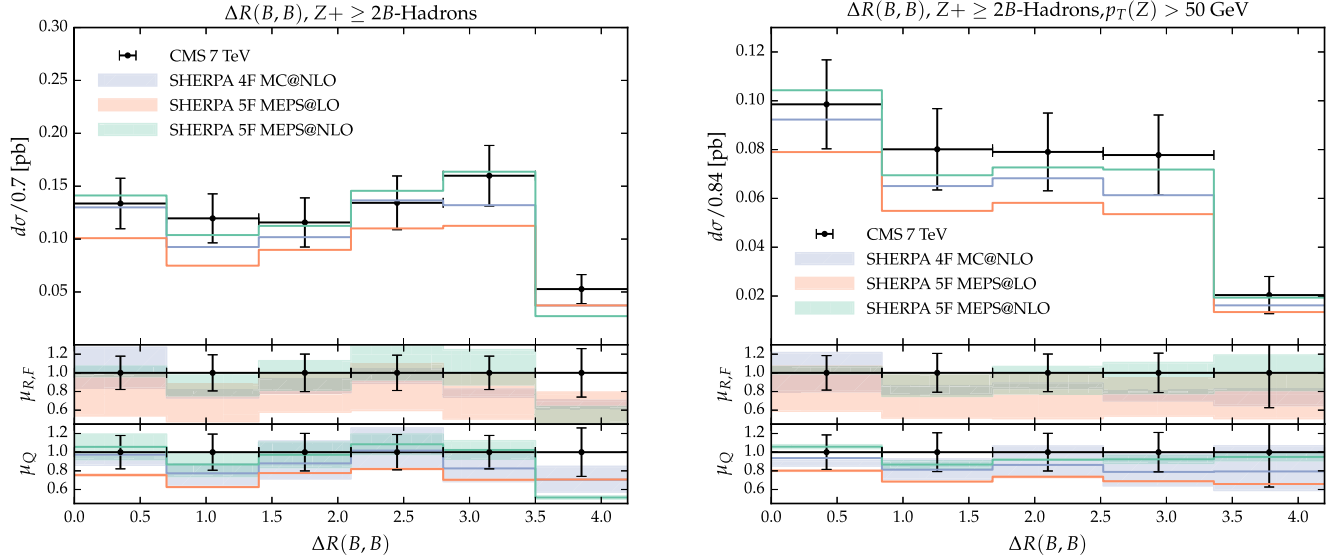 ΔR(B, B), Z+ ≥ 2B-Hadrons
0.30
0.25
0.20
0.15
0.10
0.05
dσ/0.7 [pb]
CMS 7 TeV
SHERPA 4F MC@NLO
SHERPA 5F MEPS@LO
SHERPA 5F MEPS@NLO
1.2
1.0
0.8
0.6
μR,F
1.2
1.0
0.8
0.6
μQ
0.0 0.5 1.0 1.5 2.0 2.5 3.0 3.5 4.0
ΔR(B, B)
ΔR(B, B), Z+ ≥ 2B-Hadrons,pT(Z) > 50 GeV
0.12
0.10
0.08
0.06
0.04
0.02
dσ/0.84 [pb]
CMS 7 TeV
SHERPA 4F MC@NLO
SHERPA 5F MEPS@LO
SHERPA 5F MEPS@NLO
1.2
1.0
0.8
0.6
μR,F
1.2
1.0
0.8
0.6
μQ
0.0 0.5 1.0 1.5 2.0 2.5 3.0 3.5 4.0
ΔR(B, B)